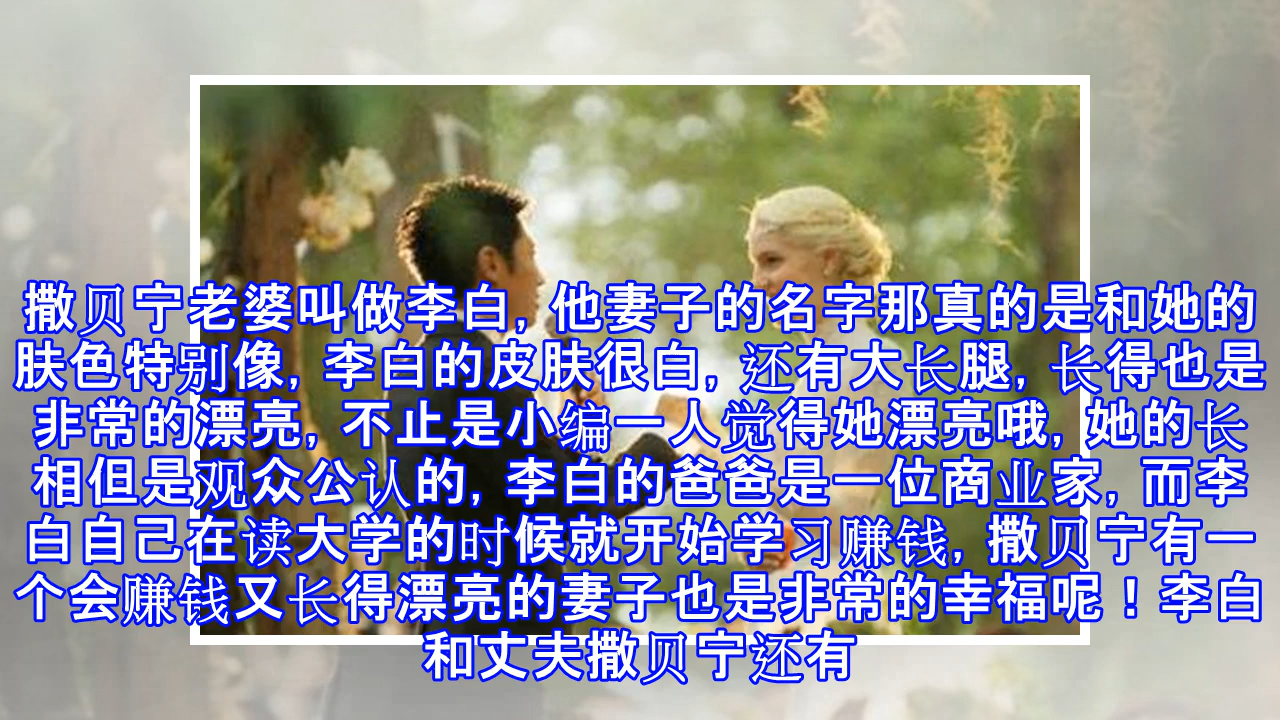 撒贝宁老婆叫做李白, 他妻子的名字那真的是和她的
肤色特别像, 李白的皮肤很白, 还有大长腿, 长得也是
非常的漂亮, 不止是小编一人觉得她漂亮哦, 她的长
相但是观众公认的, 李白的爸爸是一位商业家, 而李
白自己在读大学的时候就开始学习赚钱, 撒贝宁有一
个会赚钱又长得漂亮的妻子也是非常的幸福呢！李白
和丈夫撒贝宁还有